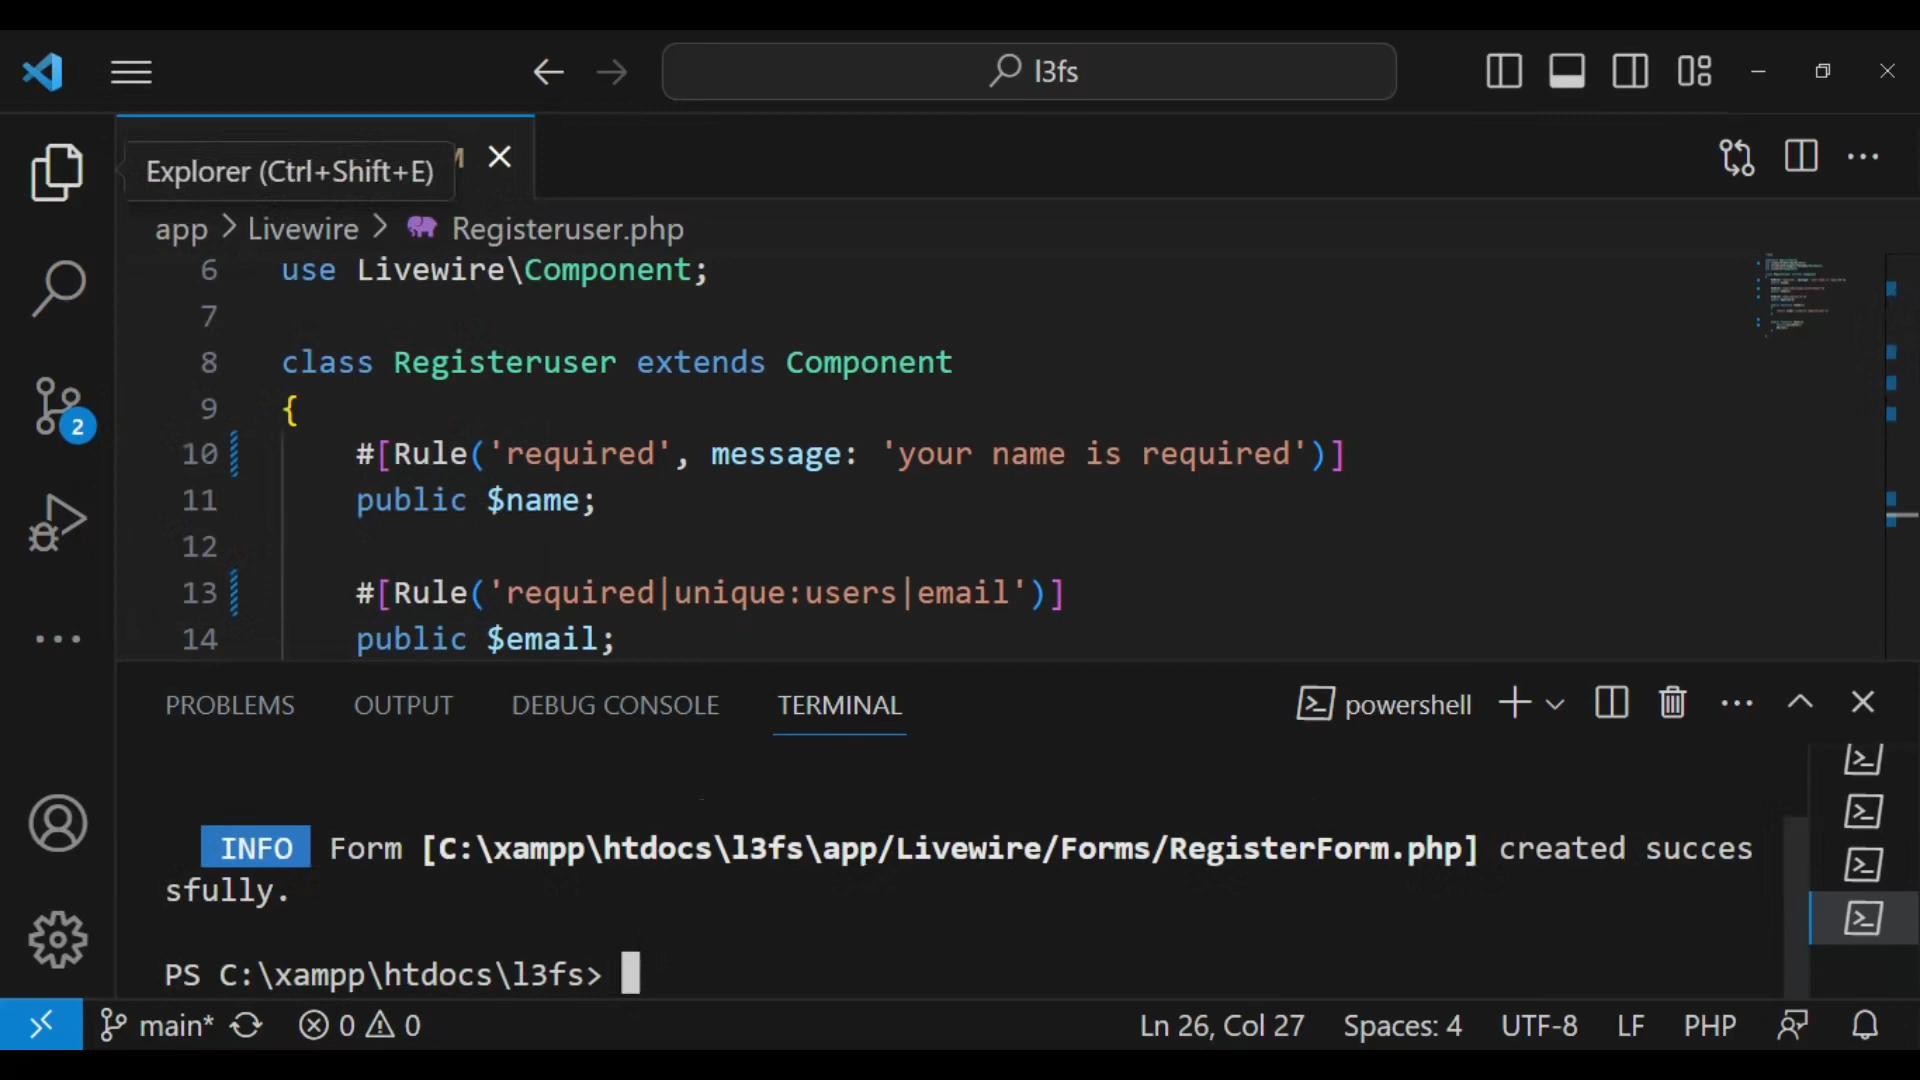 l3fs
Explorer (Ctrl+Shift+E)
M
app > Livewire > Registeruser.php
6 use Livewire\Component;
7
8 class Registeruser extends Component
9 {
10 #[Rule('required', message: 'your name is required')]
11 public $name;
12
13 #[Rule('required|unique:users|email')]
14 public $email;
2
PROBLEMS OUTPUT DEBUG CONSOLE TERMINAL powershell
INFO Form [C:\xampp\htdocs\l3fs\app/Livewire/Forms/RegisterForm.php] created succes
sfully.
PS C:\xampp\htdocs\l3fs>
main* 0 0 Ln 26, Col 27 Spaces: 4 UTF-8 LF PHP